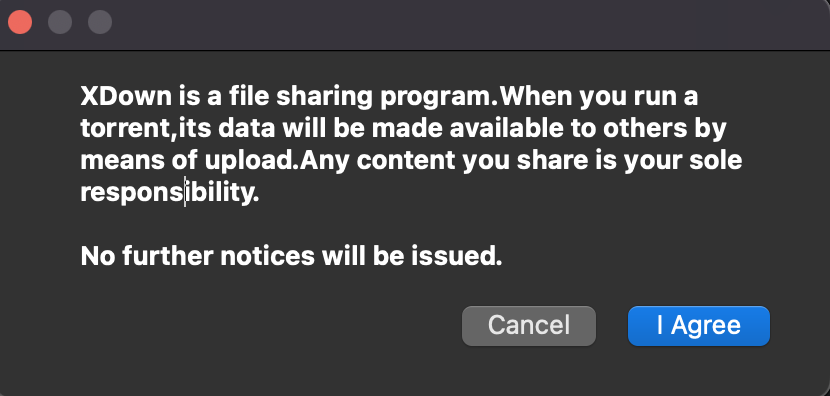 XDown is a file sharing program.When you run a
torrent,its data will be made available to others by
means of upload.Any content you share is your sole
responsibility.
No further notices will be issued.
Cancel
I Agree